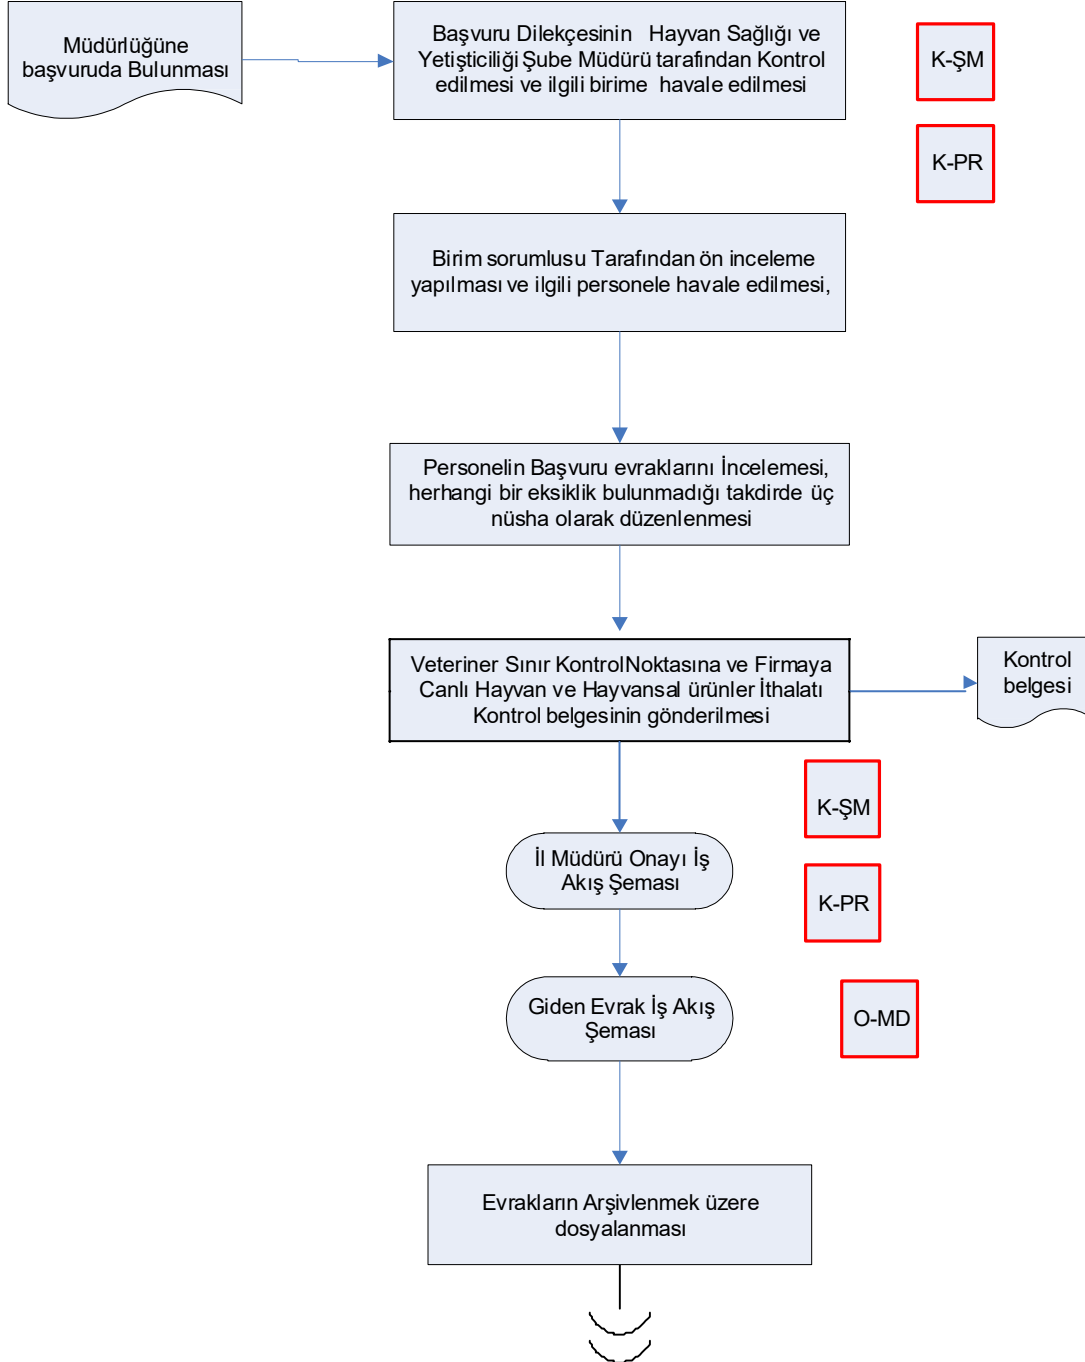 Müdürlüğüne
başvuruda Bulunması
Başvuru Dilekçesinin Hayvan Sağlığı ve
Yetiştiriciliği Şube Müdürü tarafından Kontrol
edilmesi ve ilgili birime havale edilmesi
K-ŞM
K-PR
Birim sorumlusu Tarafından ön inceleme
yapılması ve ilgili personele havale edilmesi,
Personelin Başvuru evraklarını İncelemesi,
herhangi bir eksiklik bulunmadığı takdirde üç
nüsha olarak düzenlenmesi
Veteriner Sınır Kontrol Noktasına ve Firmaya
Canlı Hayvan ve Hayvansal ürünler İthalatı
Kontrol belgesinin gönderilmesi
Kontrol
belgesi
K-ŞM
İl Müdürü Onayı İş
Akış Şeması
K-PR
Giden Evrak İş Akış
Şeması
O-MD
Evrakların Arşivlenmek üzere
dosyalanması